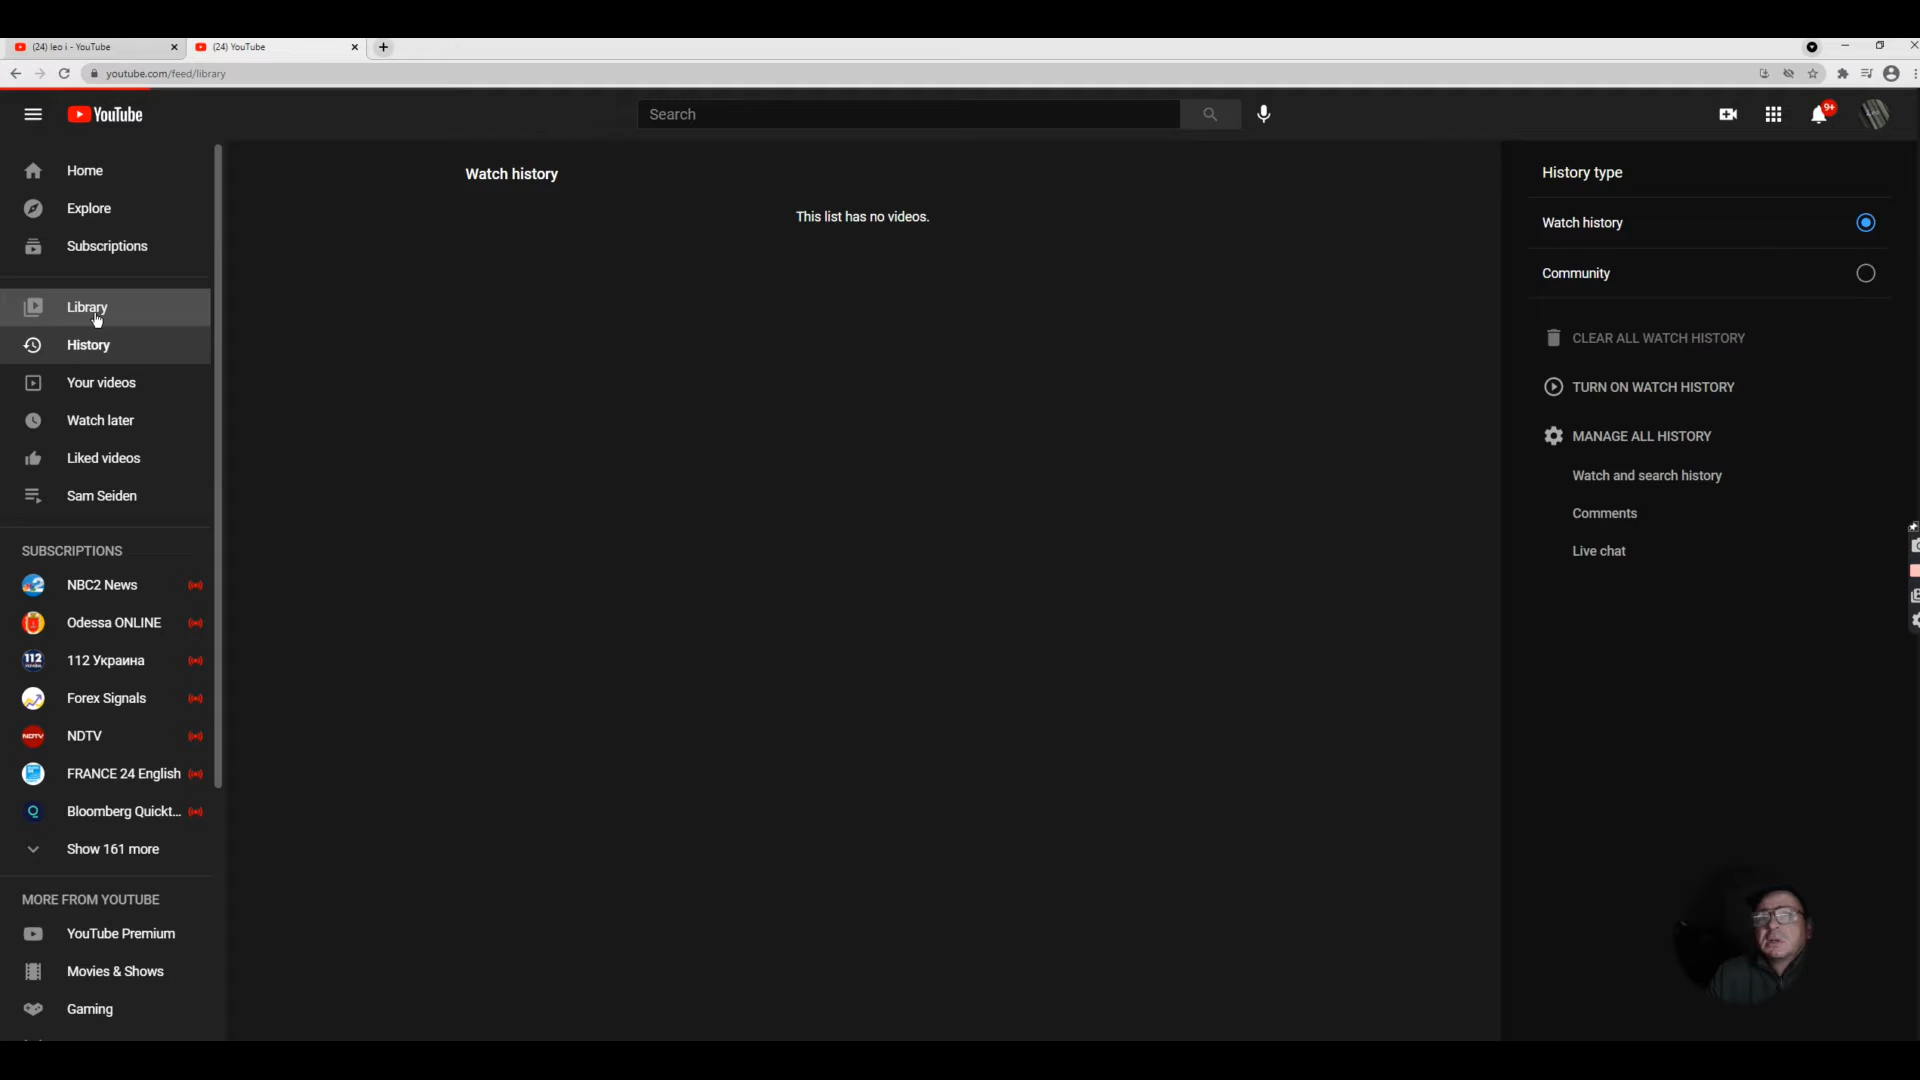 (24) leo i - YouTube
(24) YouTube
youtube.com/feed/library
YouTube
Search
9+
Home
Explore
Subscriptions
Library
History
Your videos
Watch later
Liked videos
Sam Seiden
SUBSCRIPTIONS
NBC2 News
Odessa ONLINE
112 Украина
Forex Signals
NDTV
FRANCE 24 English
Bloomberg Quickt...
Show 161 more
MORE FROM YOUTUBE
YouTube Premium
Movies & Shows
Gaming
Watch history
This list has no videos.
History type
Watch history
Community
CLEAR ALL WATCH HISTORY
TURN ON WATCH HISTORY
MANAGE ALL HISTORY
Watch and search history
Comments
Live chat